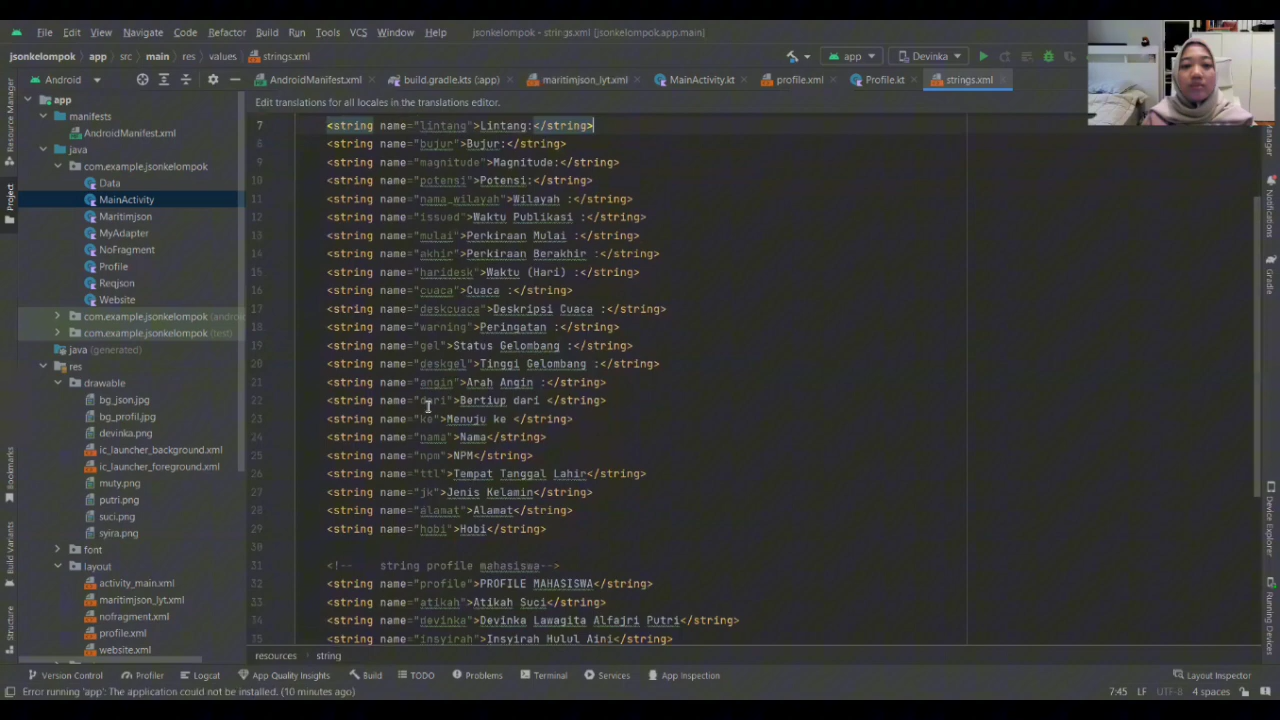 File Edit View Navigate Code Refactor Build Run Tools VCS Window Help jsonkelompok - strings.xml [jsonkelompok.app.main]
jsonkelompok app src main res values strings.xml app Devinka
Android AndroidManifest.xml build.gradle.kts (app) maritimjson_lyt.xml MainActivity.kt profile.xml Profile.kt strings.xml
Resource Manager
Project
Bookmarks
Build Variants
Structure
app
manifests
AndroidManifest.xml
java
com.example.jsonkelompok
Data
MainActivity
Maritimjson
MyAdapter
NoFragment
Profile
Reqjson
Website
com.example.jsonkelompok (andro
com.example.jsonkelompok (test)
java (generated)
res
drawable
bg_json.jpg
bg_profil.jpg
devinka.png
ic_launcher_background.xml
ic_launcher_foreground.xml
muty.png
putri.png
suci.png
syira.png
font
layout
activity_main.xml
maritimjson_lyt.xml
nofragment.xml
profile.xml
website.xml
Edit translations for all locales in the translations editor.
7 <string name="lintang">Lintang:</string>
8 <string name="bujur">Bujur:</string>
9 <string name="magnitude">Magnitude:</string>
10 <string name="potensi">Potensi:</string>
11 <string name="nama_wilayah">Wilayah :</string>
12 <string name="issued">Waktu Publikasi :</string>
13 <string name="mulai">Perkiraan Mulai :</string>
14 <string name="akhir">Perkiraan Berakhir :</string>
15 <string name="haridesk">Waktu (Hari) :</string>
16 <string name="cuaca">Cuaca :</string>
17 <string name="deskcuaca">Deskripsi Cuaca :</string>
18 <string name="warning">Peringatan :</string>
19 <string name="gel">Status Gelombang :</string>
20 <string name="deskgel">Tinggi Gelombang :</string>
21 <string name="angin">Arah Angin :</string>
22 <string name="dari">Bertiup dari </string>
23 <string name="ke">Menuju ke </string>
24 <string name="nama">Nama</string>
25 <string name="npm">NPM</string>
26 <string name="ttl">Tempat Tanggal Lahir</string>
27 <string name="jk">Jenis Kelamin</string>
28 <string name="alamat">Alamat</string>
29 <string name="hobi">Hobi</string>
30
31 <!-- string profile mahasiswa-->
32 <string name="profile">PROFILE MAHASISWA</string>
33 <string name="atikah">Atikah Suci</string>
34 <string name="devinka">Devinka Lawagita Alfajri Putri</string>
35 <string name="insyirah">Insyirah Hulul Aini</string>
resources string
Manager
Notifications
Gradle
Device Explorer
Running Devices
Version Control Profiler Logcat App Quality Insights Build TODO Problems Terminal Services App Inspection Layout Inspector
Error running 'app': The application could not be installed. (10 minutes ago) 7:45 LF UTF-8 4 spaces